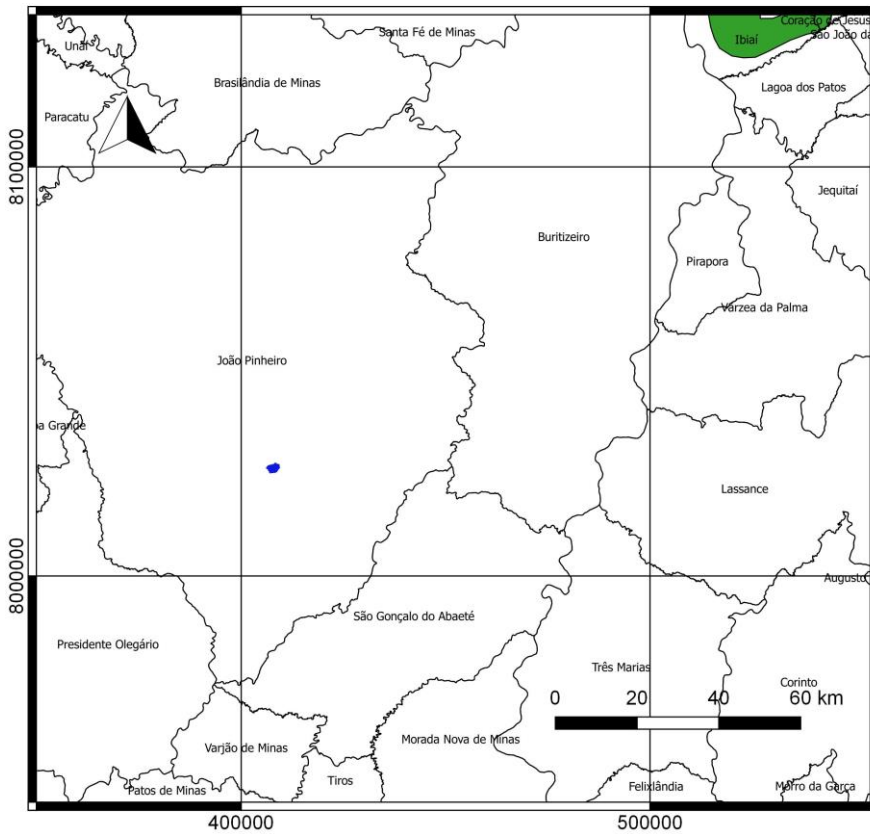 Coração de Jesus
Santa Fé de Minas
São João da
Ibiaí
Unaí
Brasilândia de Minas
Lagoa dos Patos
Paracatu
8100000
Jequitaí
Buritizeiro
Pirapora
Varzea da Palma
João Pinheiro
a Grande
Lassance
8000000
Augusto
São Gonçalo do Abaeté
Presidente Olegário
Três Marias
Corinto
0 20 40 60 km
Morada Nova de Minas
Varjão de Minas
Tiros
Felixlândia
Morro da Garça
Patos de Minas
400000 500000